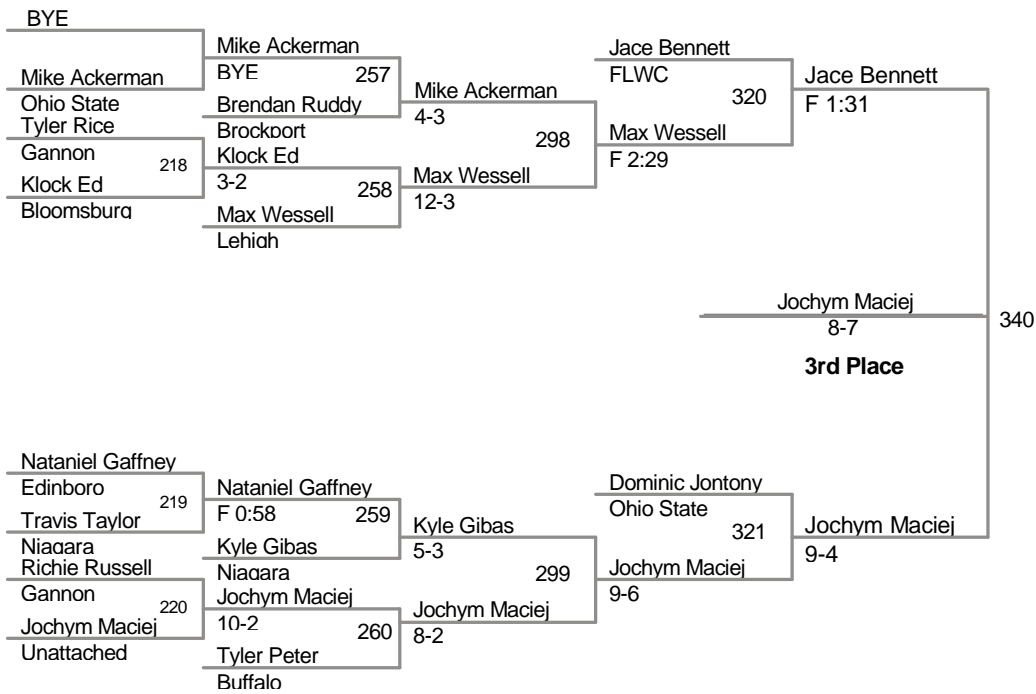 BYE
Mike Ackerman
Ohio State
Tyler Rice
Gannon
218
Klock Ed
Bloomsburg
Mike Ackerman
BYE
257
Brendan Ruddy
Brockport
Klock Ed
3-2
258
Max Wessell
Lehigh
Mike Ackerman
4-3
298
Max Wessell
12-3
Jace Bennett
FLWC
320
Max Wessell
F 2:29
Jace Bennett
F 1:31
Jochym Maciej
8-7
340
3rd Place
Nataniel Gaffney
Edinboro
219
Travis Taylor
Niagara
Richie Russell
Gannon
220
Jochym Maciej
Unattached
Nataniel Gaffney
F 0:58
259
Kyle Gibas
Niagara
Jochym Maciej
10-2
260
Tyler Peter
Buffalo
Kyle Gibas
5-3
299
Jochym Maciej
8-2
Dominic Jontony
Ohio State
321
Jochym Maciej
9-6
Jochym Maciej
9-4